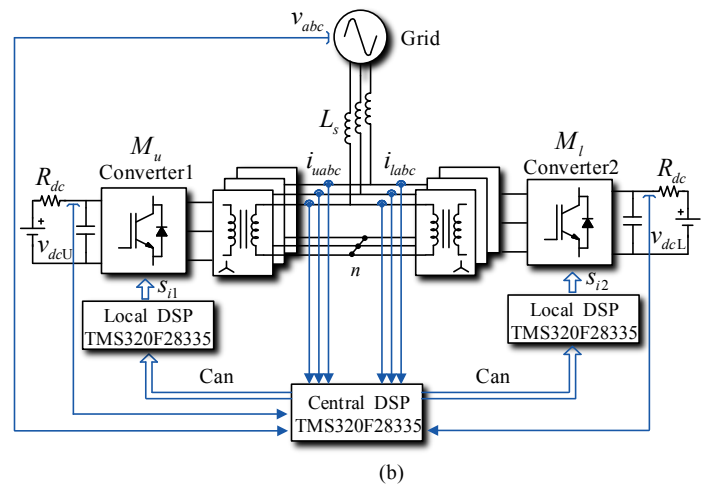 v_abc
Grid
L_s
M_u
Converter1
i_uabc
i_labc
M_l
Converter2
R_dc
R_dc
+
v_dcU
+
v_dcL
n
s_i1
s_i2
Local DSP
TMS320F28335
Local DSP
TMS320F28335
Can
Can
Central DSP
TMS320F28335
(b)